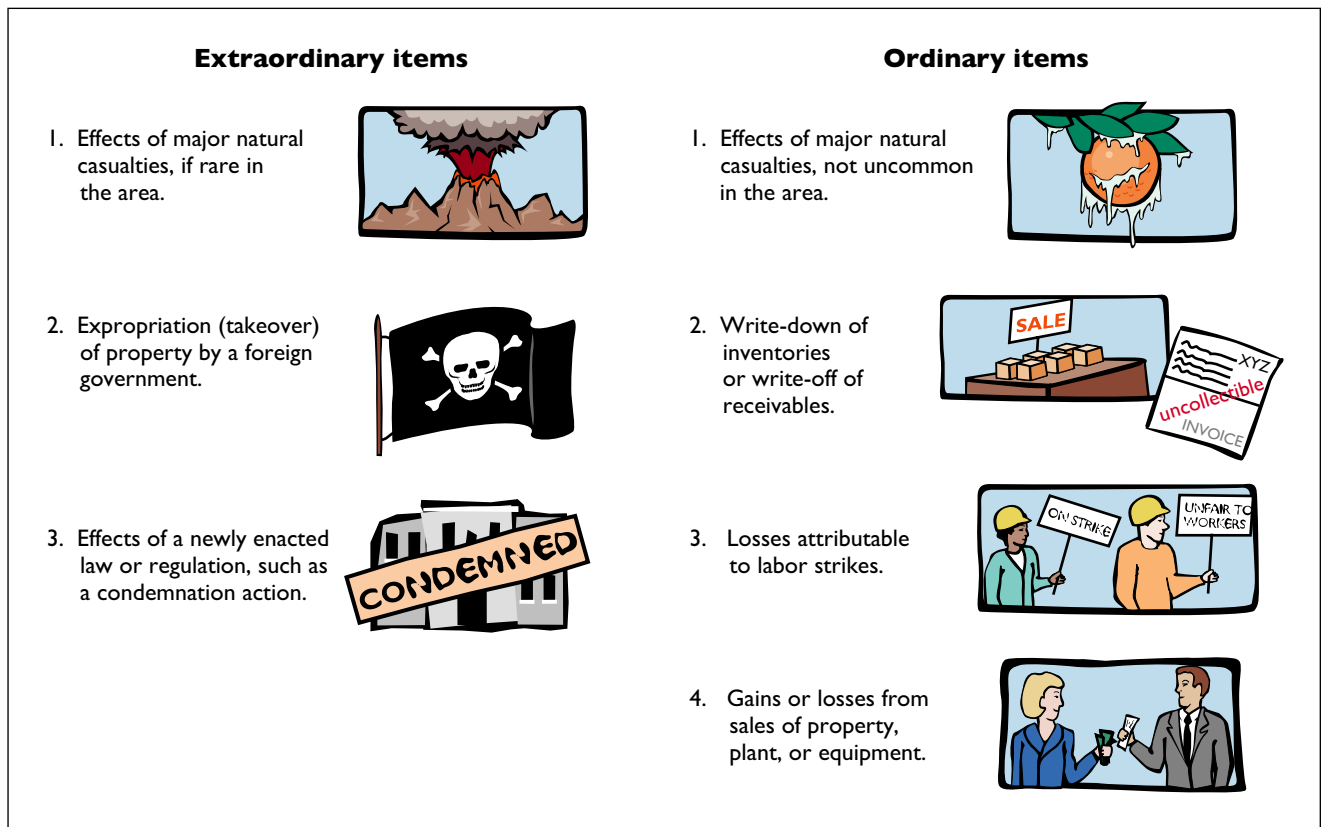 Extraordinary items
1. Effects of major natural
casualties, if rare in
the area.
2. Expropriation (takeover)
of property by a foreign
government.
3. Effects of a newly enacted
law or regulation, such as
a condemnation action.
CONDEMNED
Ordinary items
1. Effects of major natural
casualties, not uncommon
in the area.
2. Write-down of
inventories
or write-off of
receivables.
SALE
XYZ
uncollectible
INVOICE
3. Losses attributable
to labor strikes.
ON STRIKE
UNFAIR TO
WORKERS
4. Gains or losses from
sales of property,
plant, or equipment.